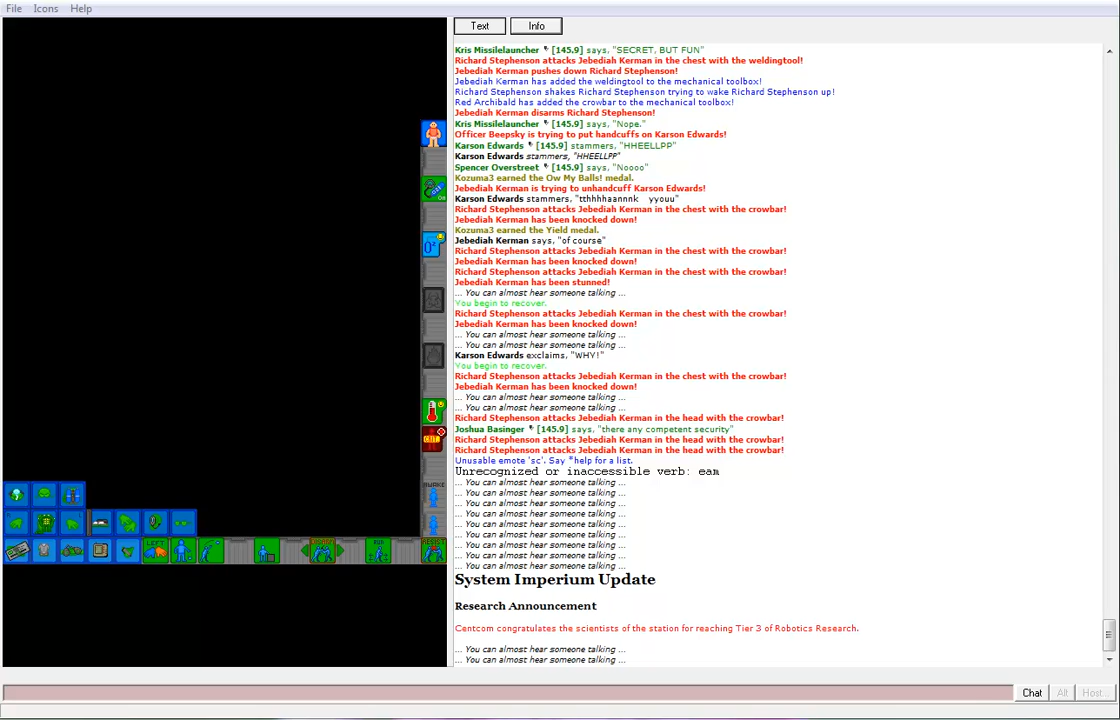 File Icons Help
Text Info
Kris Missilelauncher [145.9] says, "SECRET, BUT FUN"
Richard Stephenson attacks Jebediah Kerman in the chest with the weldingtool!
Jebediah Kerman pushes down Richard Stephenson!
Jebediah Kerman has added the weldingtool to the mechanical toolbox!
Richard Stephenson shakes Richard Stephenson trying to wake Richard Stephenson up!
Red Archibald has added the crowbar to the mechanical toolbox!
Jebediah Kerman disarms Richard Stephenson!
Kris Missilelauncher [145.9] says, "Nope."
Officer Beepsky is trying to put handcuffs on Karson Edwards!
Karson Edwards [145.9] stammers, "HHEELLPP"
Karson Edwards stammers, "HHEELLPP"
Spencer Overstreet [145.9] says, "Noooo"
Kozuma3 earned the Ow My Balls! medal.
Jebediah Kerman is trying to unhandcuff Karson Edwards!
Karson Edwards stammers, "tthhhhaannnk yyouu"
Richard Stephenson attacks Jebediah Kerman in the chest with the crowbar!
Jebediah Kerman has been knocked down!
Kozuma3 earned the Yield medal.
Jebediah Kerman says, "of course"
Richard Stephenson attacks Jebediah Kerman in the chest with the crowbar!
Jebediah Kerman has been knocked down!
Richard Stephenson attacks Jebediah Kerman in the chest with the crowbar!
Jebediah Kerman has been stunned!
... You can almost hear someone talking ...
You begin to recover.
Richard Stephenson attacks Jebediah Kerman in the chest with the crowbar!
Jebediah Kerman has been knocked down!
... You can almost hear someone talking ...
... You can almost hear someone talking ...
Karson Edwards exclaims, "WHY!"
You begin to recover.
Richard Stephenson attacks Jebediah Kerman in the chest with the crowbar!
Jebediah Kerman has been knocked down!
... You can almost hear someone talking ...
... You can almost hear someone talking ...
Richard Stephenson attacks Jebediah Kerman in the head with the crowbar!
Joshua Basinger [145.9] says, "there any competent security"
Richard Stephenson attacks Jebediah Kerman in the head with the crowbar!
Richard Stephenson attacks Jebediah Kerman in the head with the crowbar!
Unusable emote 'sc'. Say *help for a list.
Unrecognized or inaccessible verb: eam
... You can almost hear someone talking ...
... You can almost hear someone talking ...
... You can almost hear someone talking ...
... You can almost hear someone talking ...
... You can almost hear someone talking ...
... You can almost hear someone talking ...
... You can almost hear someone talking ...
... You can almost hear someone talking ...
... You can almost hear someone talking ...
System Imperium Update
Research Announcement
Centcom congratulates the scientists of the station for reaching Tier 3 of Robotics Research.
... You can almost hear someone talking ...
... You can almost hear someone talking ...
AWAKE
LEFT
RUN
RESIST
Chat Alt Host...